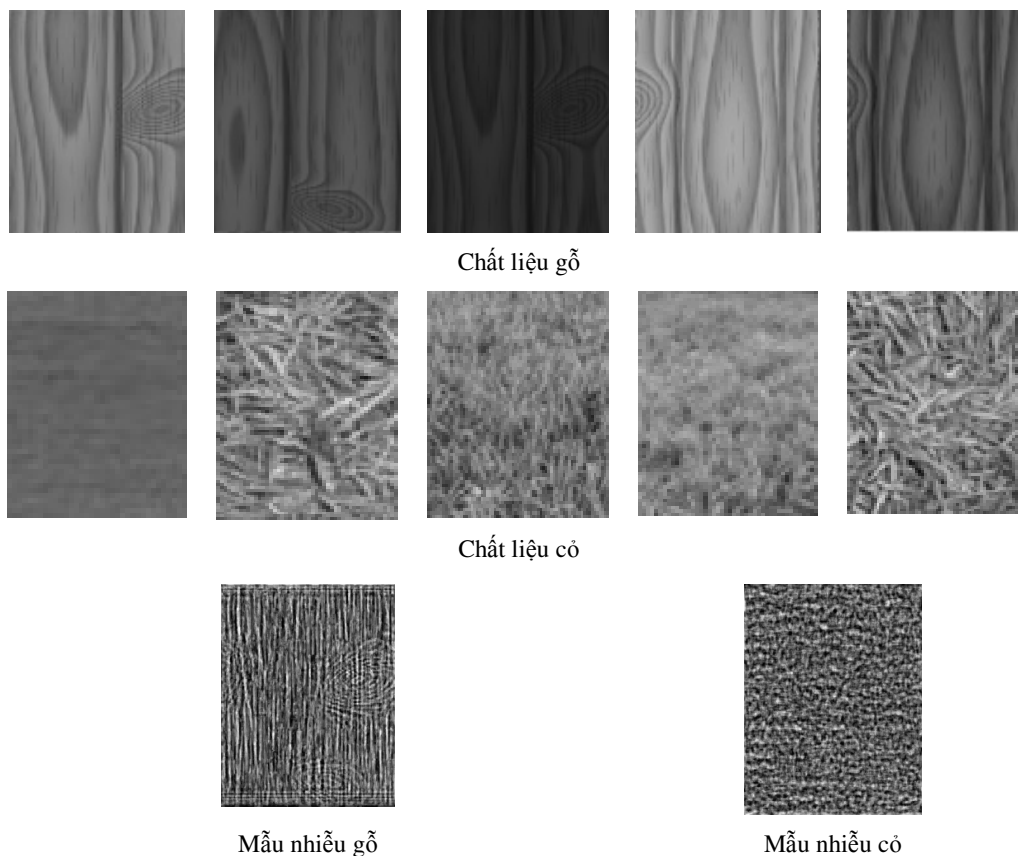 Chất liệu gỗ
Chất liệu cỏ
Mẫu nhiễu gỗ
Mẫu nhiễu cỏ